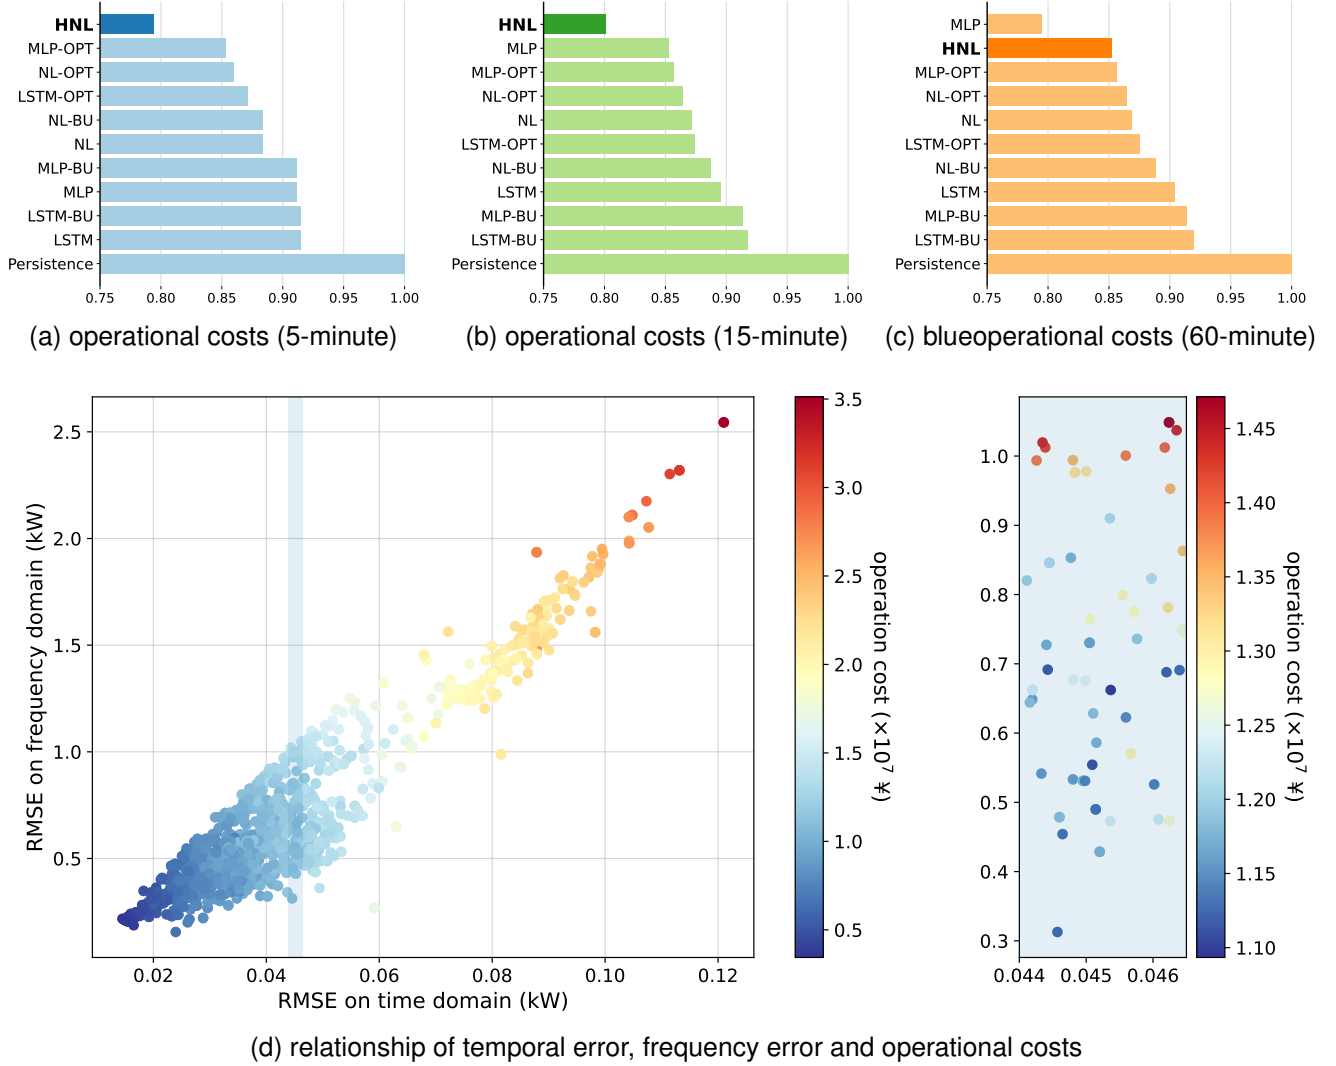 HNL
MLP-OPT
NL-OPT
LSTM-OPT
NL-BU
NL
MLP-BU
MLP
LSTM-BU
LSTM
Persistence
0.75 0.80 0.85 0.90 0.95 1.00
(a) operational costs (5-minute)
HNL
MLP
MLP-OPT
NL-OPT
NL
LSTM-OPT
NL-BU
LSTM
MLP-BU
LSTM-BU
Persistence
0.75 0.80 0.85 0.90 0.95 1.00
(b) operational costs (15-minute)
MLP
HNL
MLP-OPT
NL-OPT
NL
LSTM-OPT
NL-BU
LSTM
MLP-BU
LSTM-BU
Persistence
0.75 0.80 0.85 0.90 0.95 1.00
(c) blueoperational costs (60-minute)
RMSE on frequency domain (kW)
2.5
2.0
1.5
1.0
0.5
0.02 0.04 0.06 0.08 0.10 0.12
RMSE on time domain (kW)
3.5
3.0
2.5
2.0
1.5
1.0
0.5
operation cost (×10⁷ ¥)
1.0
0.9
0.8
0.7
0.6
0.5
0.4
0.3
0.044 0.045 0.046
1.45
1.40
1.35
1.30
1.25
1.20
1.15
1.10
operation cost (×10⁷ ¥)
(d) relationship of temporal error, frequency error and operational costs